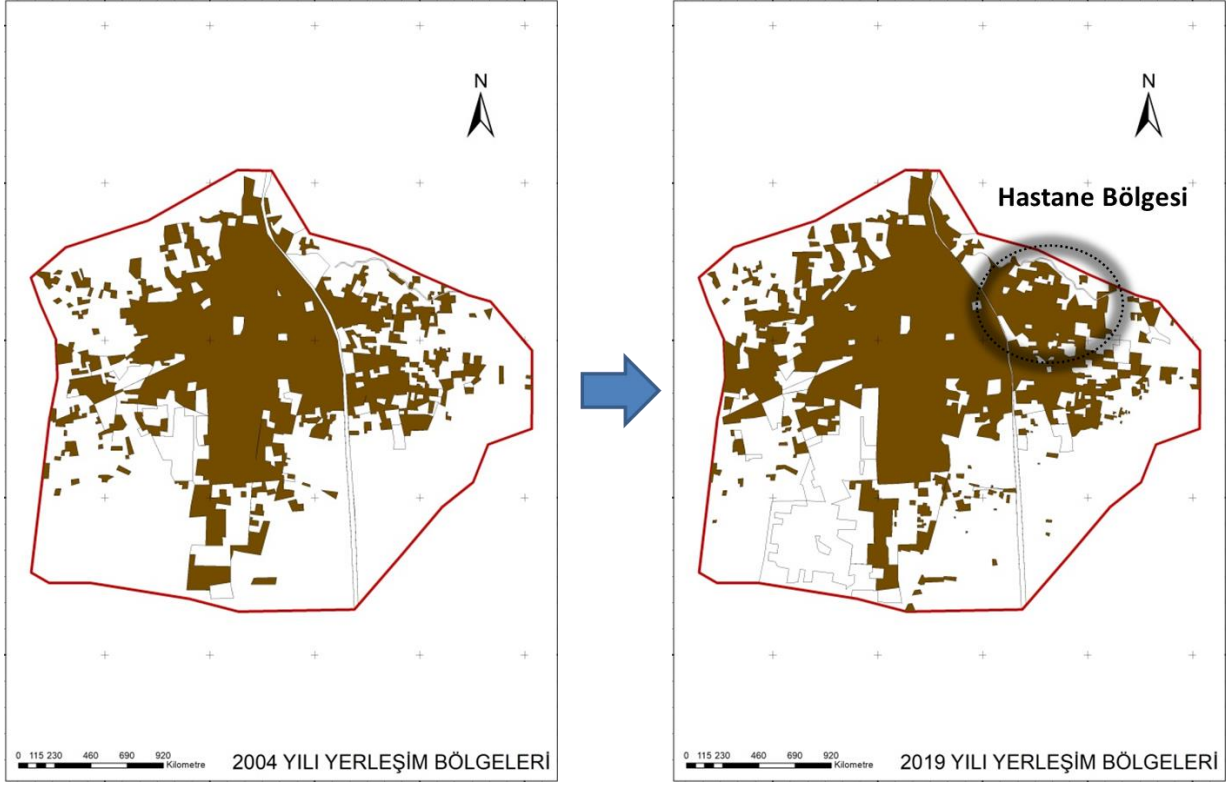 N
0 115 230 460 690 920
Kilometre
2004 YILI YERLEŞİM BÖLGELERİ
N
Hastane Bölgesi
0 115 230 460 690 920
Kilometre
2019 YILI YERLEŞİM BÖLGELERİ